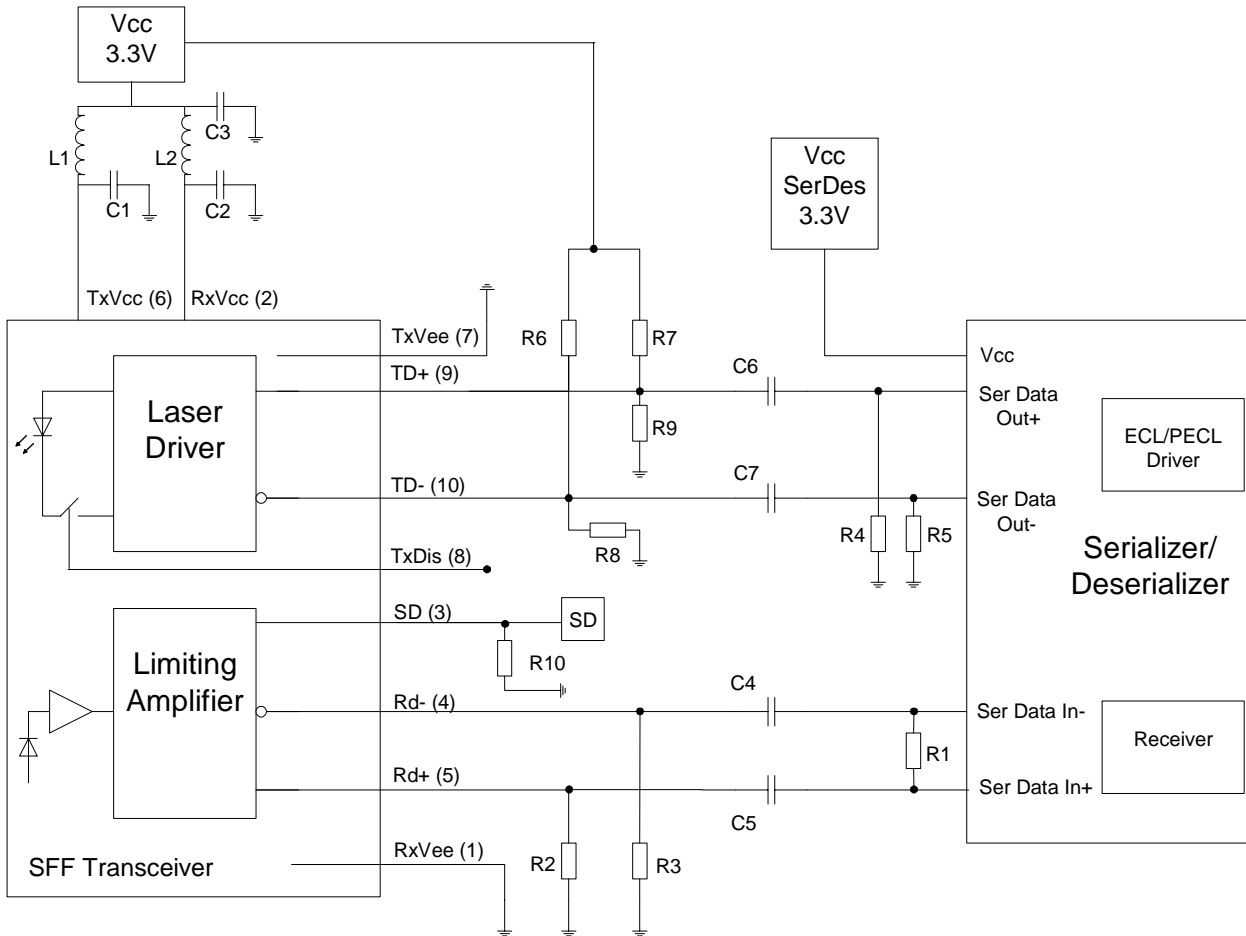 Vcc
3.3V
C3
L1
L2
C1
C2
Vcc
SerDes
3.3V
TxVcc (6)
RxVcc (2)
TxVee (7)
R6
R7
Vcc
TD+ (9)
C6
Ser Data
Out+
Laser
Driver
R9
ECL/PECL
Driver
C7
TD- (10)
Ser Data
Out-
R8
R4
R5
Serializer/
Deserializer
TxDis (8)
SD (3)
SD
Limiting
Amplifier
R10
C4
Rd- (4)
Ser Data In-
R1
Receiver
Rd+ (5)
Ser Data In+
C5
RxVee (1)
R2
R3
SFF Transceiver